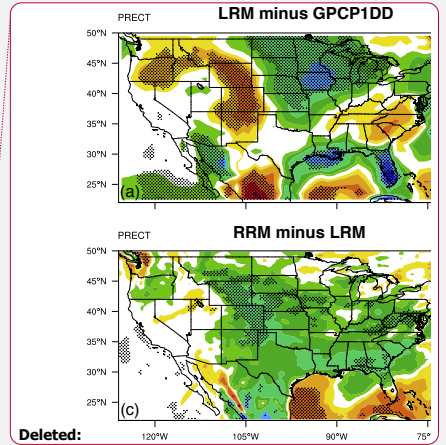 LRM minus GPCP1DD
PRECT
50°N
45°N
40°N
35°N
30°N
25°N
(a)
RRM minus LRM
PRECT
50°N
45°N
40°N
35°N
30°N
25°N
(c)
120°W 105°W 90°W 75°
Deleted: